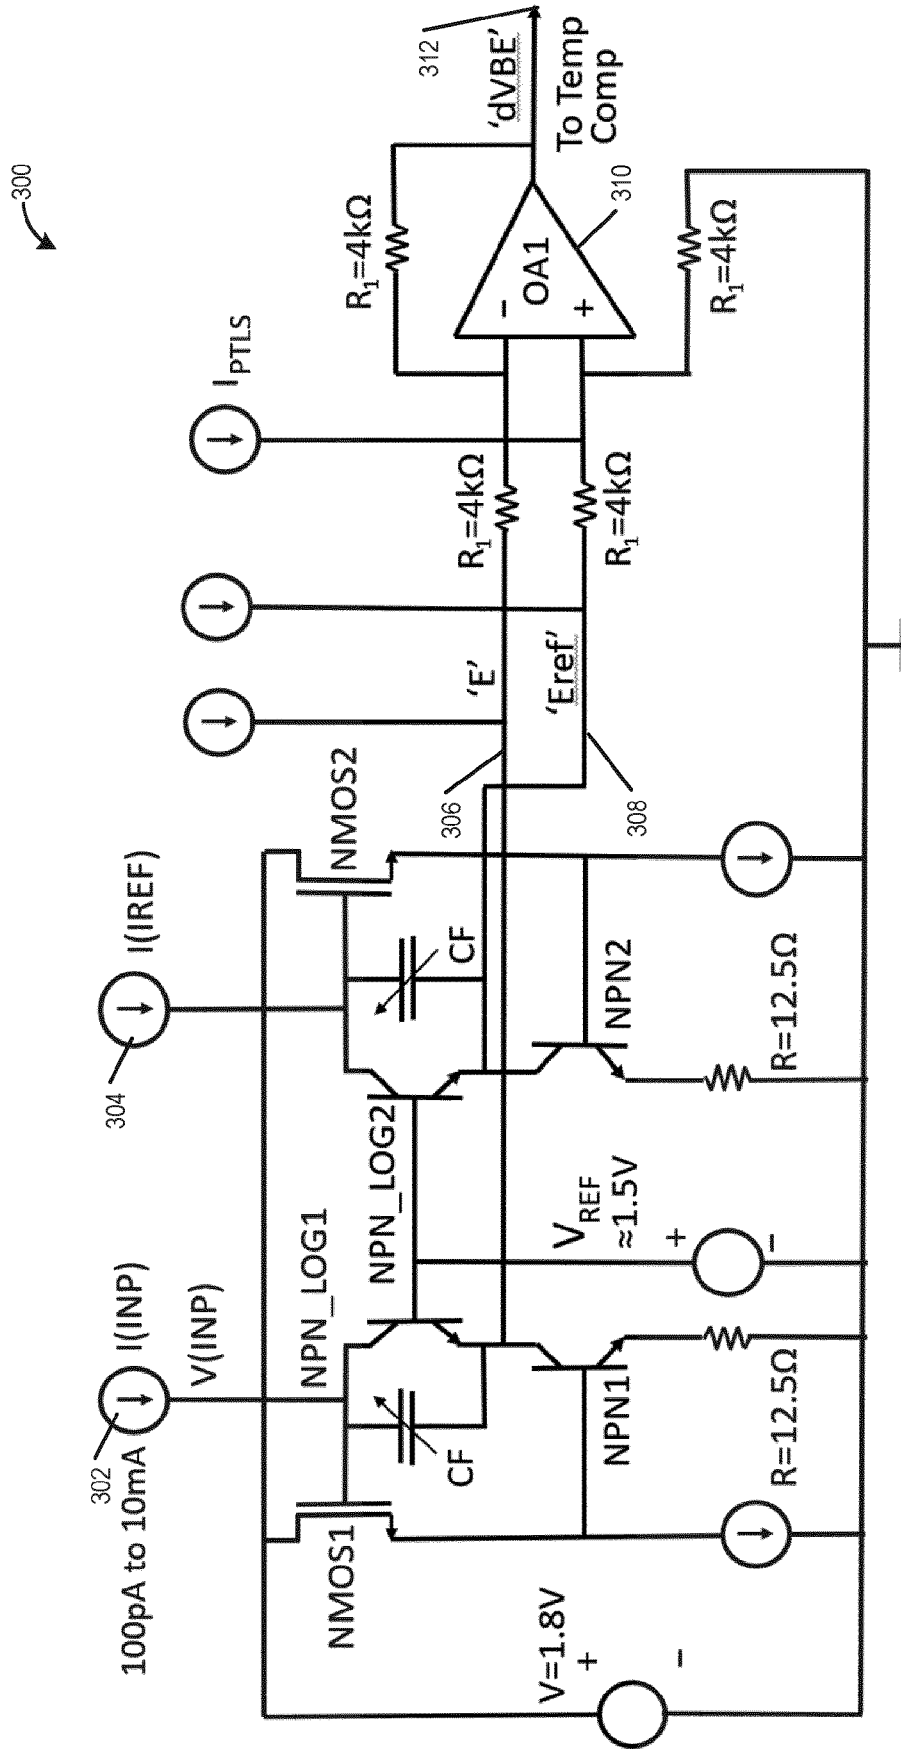 300
100pA to 10mA
302
I(INP)
V(INP)
304
I(IREF)
I
PTLS
NMOS1
NPN_LOG1
CF
NPN_LOG2
CF
NMOS2
306
'E'
'Eref'
308
R₁=4kΩ
R₁=4kΩ
R₁=4kΩ
R₁=4kΩ
−
+
OA1
310
312
'dVBE'
To Temp
Comp
V=1.8V
+
−
NPN1
R=12.5Ω
V
REF
≈1.5V
+
−
NPN2
R=12.5Ω